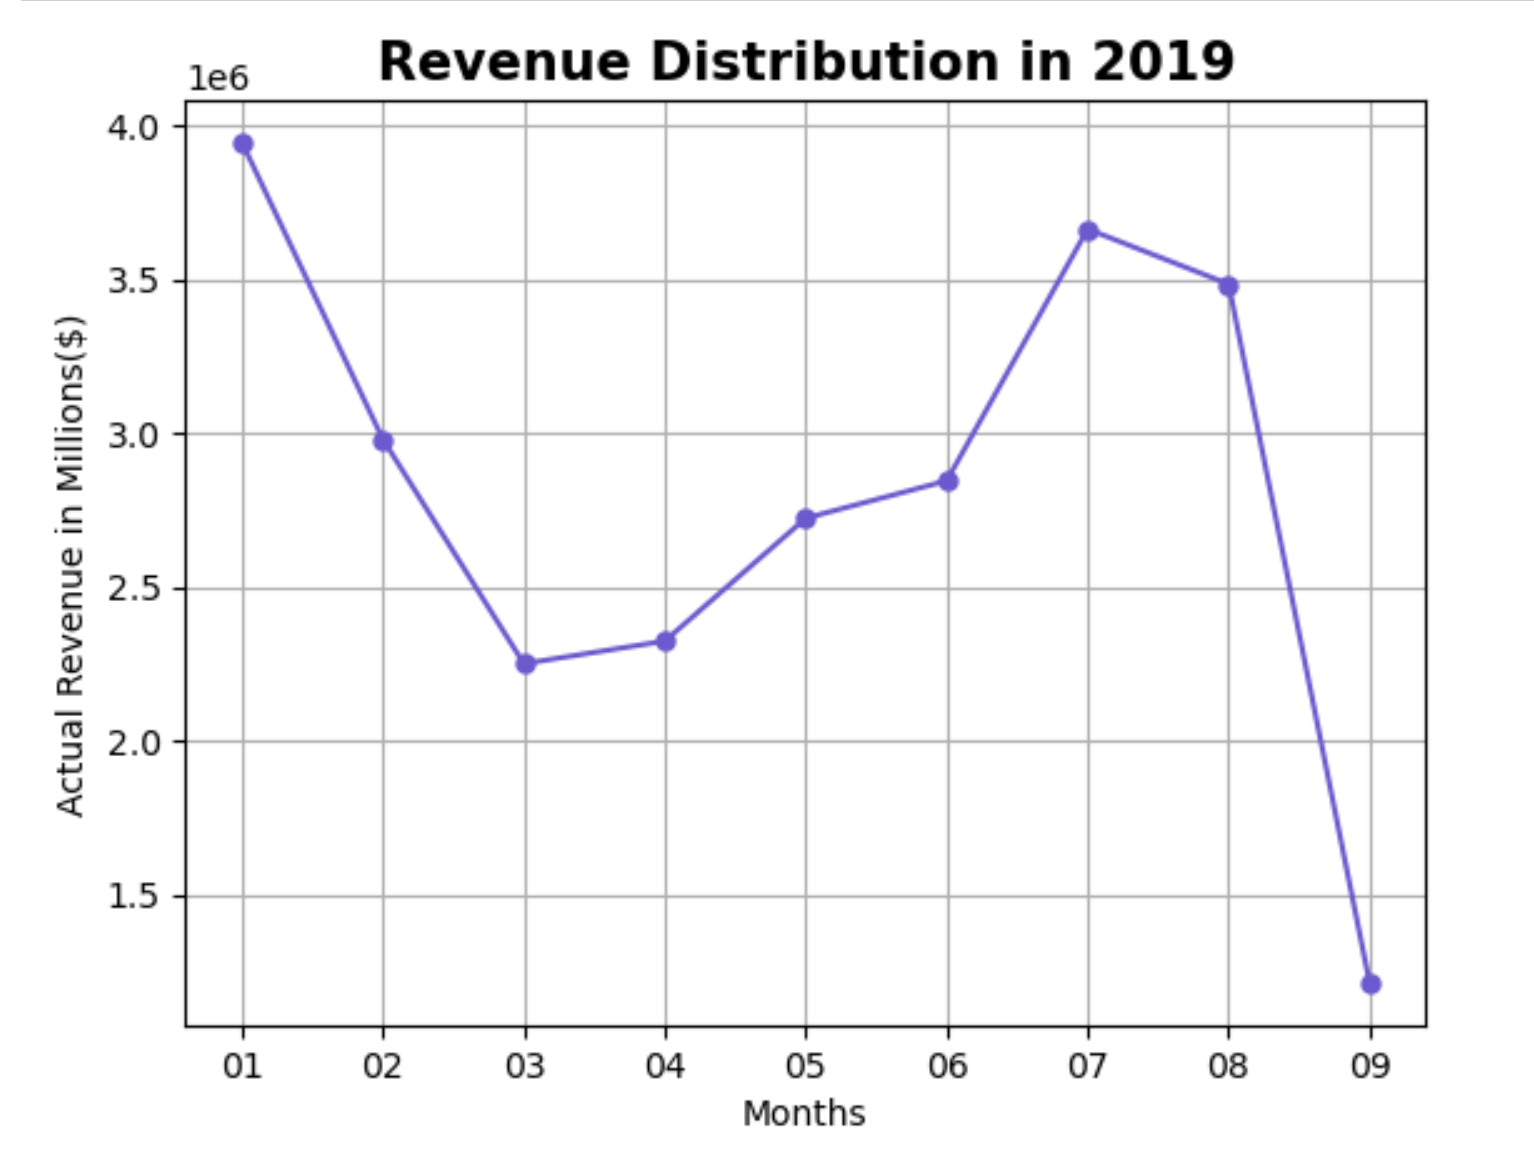 Revenue Distribution in 2019
1e6
4.0
3.5
3.0
2.5
2.0
1.5
Actual Revenue in Millions($)
01 02 03 04 05 06 07 08 09
Months